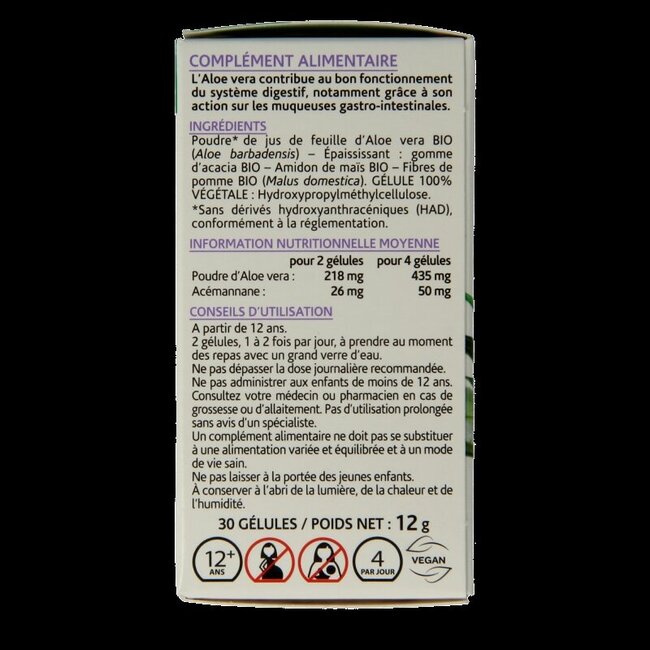 COMPLÉMENT ALIMENTAIRE
L'Aloe vera contribue au bon fonctionnement
du système digestif, notamment grâce à son
action sur les muqueuses gastro-intestinales.
INGRÉDIENTS
Poudre* de jus de feuille d'Aloe vera BIO
(Aloe barbadensis) – Épaississant : gomme
d'acacia BIO – Amidon de maïs BIO – Fibres de
pomme BIO (Malus domestica). GÉLULE 100%
VÉGÉTALE : Hydroxypropylméthylcellulose.
*Sans dérivés hydroxyanthracéniques (HAD),
conformément à la réglementation.
INFORMATION NUTRITIONNELLE MOYENNE
pour 2 gélules pour 4 gélules
Poudre d'Aloe vera : 218 mg 435 mg
Acémannane : 26 mg 50 mg
CONSEILS D'UTILISATION
A partir de 12 ans.
2 gélules, 1 à 2 fois par jour, à prendre au moment
des repas avec un grand verre d'eau.
Ne pas dépasser la dose journalière recommandée.
Ne pas administrer aux enfants de moins de 12 ans.
Consultez votre médecin ou pharmacien en cas de
grossesse ou d'allaitement. Pas d'utilisation prolongée
sans avis d'un spécialiste.
Un complément alimentaire ne doit pas se substituer
à une alimentation variée et équilibrée et à un mode
de vie sain.
Ne pas laisser à la portée des jeunes enfants.
À conserver à l'abri de la lumière, de la chaleur et de
l'humidité.
30 GÉLULES / POIDS NET : 12 g
12+ ANS
4 PAR JOUR
VEGAN